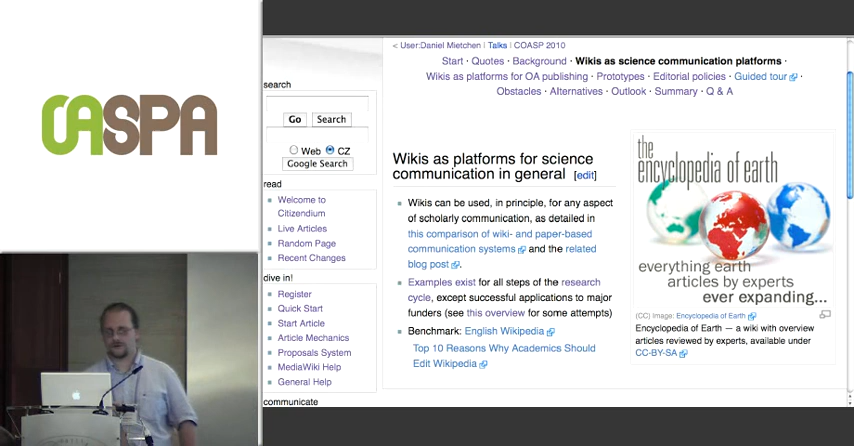 OASPA
< User:Daniel Mietchen | Talks | COASP 2010
Start · Quotes · Background · Wikis as science communication platforms ·
Wikis as platforms for OA publishing · Prototypes · Editorial policies · Guided tour ·
Obstacles · Alternatives · Outlook · Summary · Q & A
search
Go Search
Web CZ
Google Search
read
Welcome to
Citizendium
Live Articles
Random Page
Recent Changes
dive in!
Register
Quick Start
Start Article
Article Mechanics
Proposals System
MediaWiki Help
General Help
communicate
Wikis as platforms for science
communication in general [edit]
Wikis can be used, in principle, for any aspect
of scholarly communication, as detailed in
this comparison of wiki- and paper-based
communication systems and the related
blog post.
Examples exist for all steps of the research
cycle, except successful applications to major
funders (see this overview for some attempts)
Benchmark: English Wikipedia
Top 10 Reasons Why Academics Should
Edit Wikipedia
the
encyclopedia of earth
everything earth
articles by experts
ever expanding...
(CC) Image: Encyclopedia of Earth
Encyclopedia of Earth — a wiki with overview
articles reviewed by experts, available under
CC-BY-SA